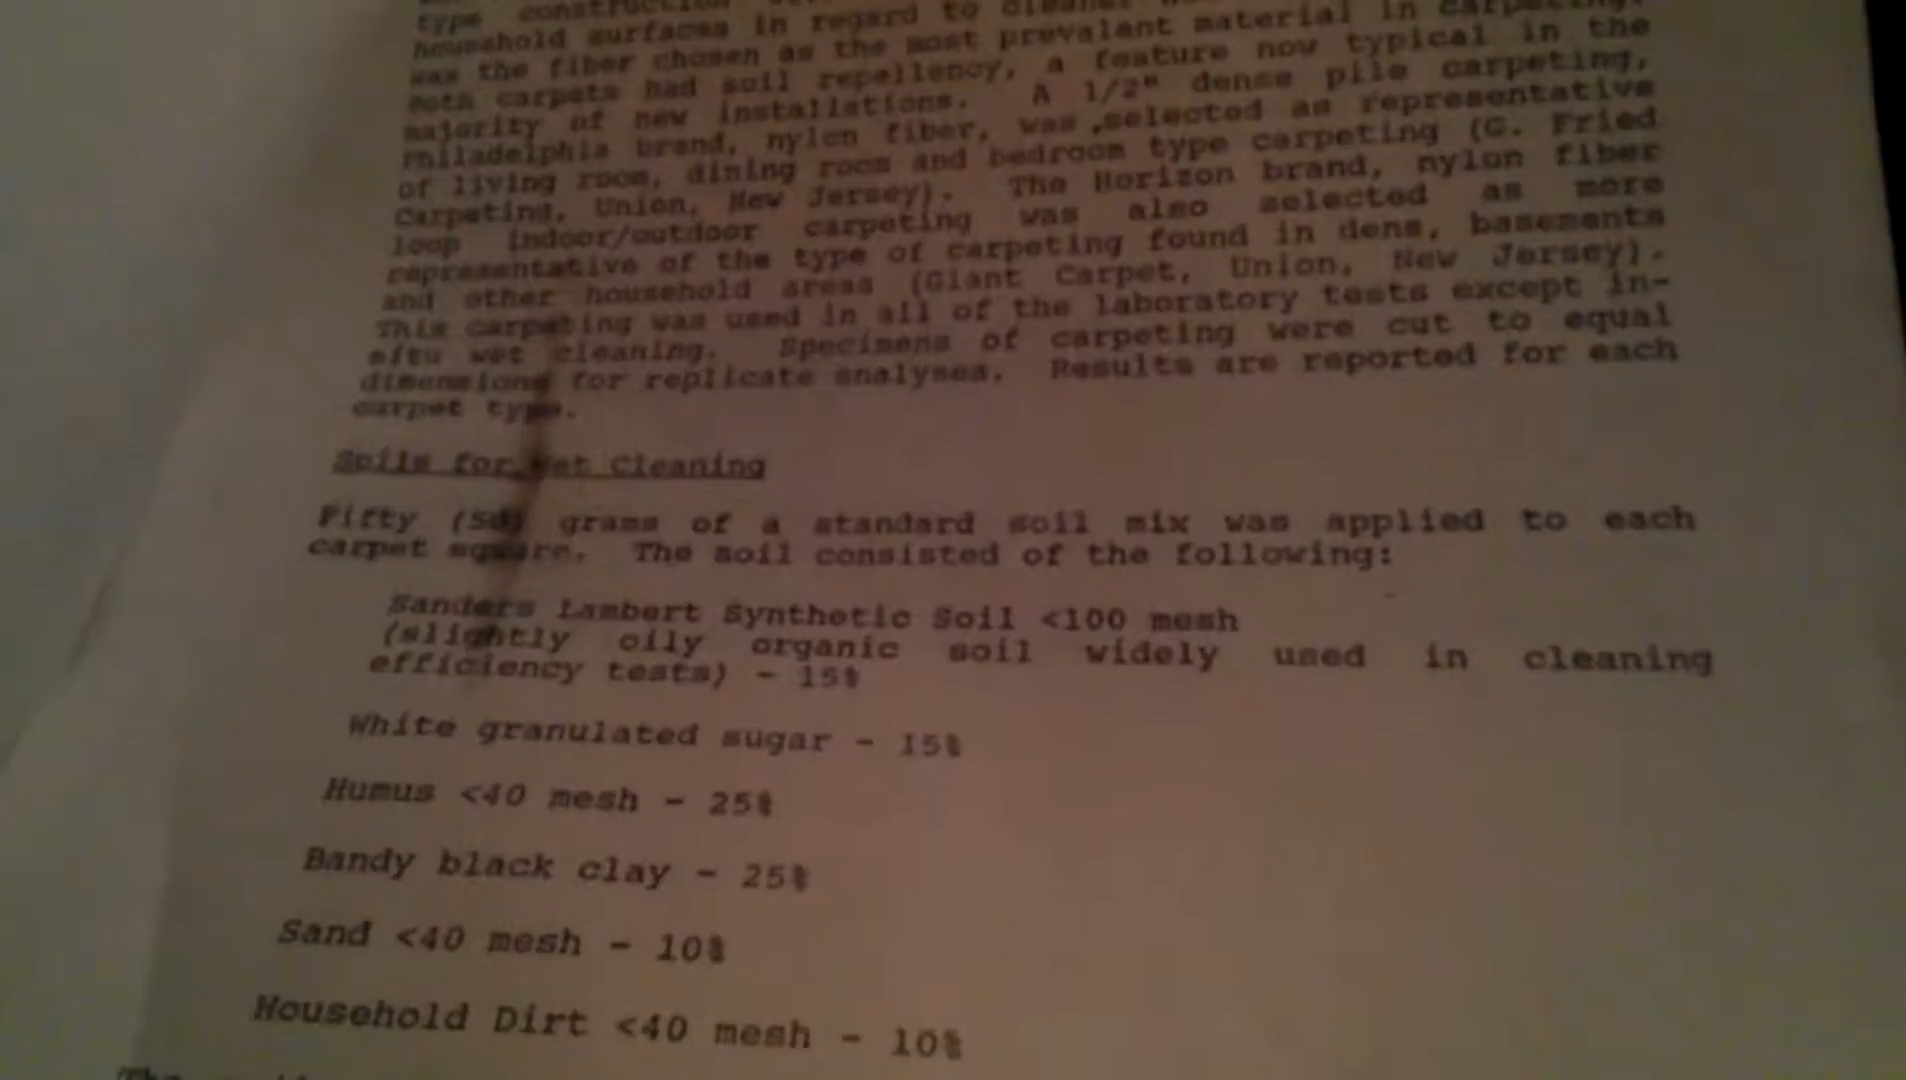 type construction
household surfaces in regard to cleaner
was the fiber chosen as the most prevalent material in carpeting.
Both carpets had soil repellency, a feature now typical in the
majority of new installations. A 1/2" dense pile carpeting,
Philadelphia brand, nylon fiber, was selected as representative
of living room, dining room and bedroom type carpeting (G. Fried
Carpeting, Union, New Jersey). The Horizon brand, nylon fiber
loop indoor/outdoor carpeting was also selected as more
representative of the type of carpeting found in dens, basements
and other household areas (Giant Carpet, Union, New Jersey).
This carpeting was used in all of the laboratory tests except in-
situ wet cleaning. Specimens of carpeting were cut to equal
dimensions for replicate analyses. Results are reported for each
carpet type.
Soils for Wet Cleaning
Fifty (50) grams of a standard soil mix was applied to each
carpet square. The soil consisted of the following:
Sanders Lambert Synthetic Soil <100 mesh
(slightly oily organic soil widely used in cleaning
efficiency tests) - 15%
White granulated sugar - 15%
Humus <40 mesh - 25%
Bandy black clay - 25%
Sand <40 mesh - 10%
Household Dirt <40 mesh - 10%
The